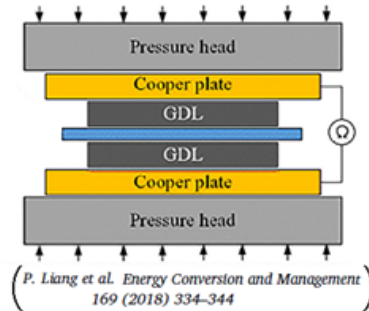 Pressure head
Cooper plate
GDL
Ω
GDL
Cooper plate
Pressure head
(P. Liang et al. Energy Conversion and Management
169 (2018) 334–344